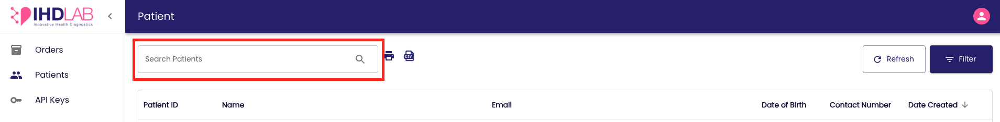 IHDLAB
Innovative Health Diagnostics
Patient
Orders
Patients
API Keys
Search Patients
CSV
Refresh
Filter
Patient ID Name Email Date of Birth Contact Number Date Created